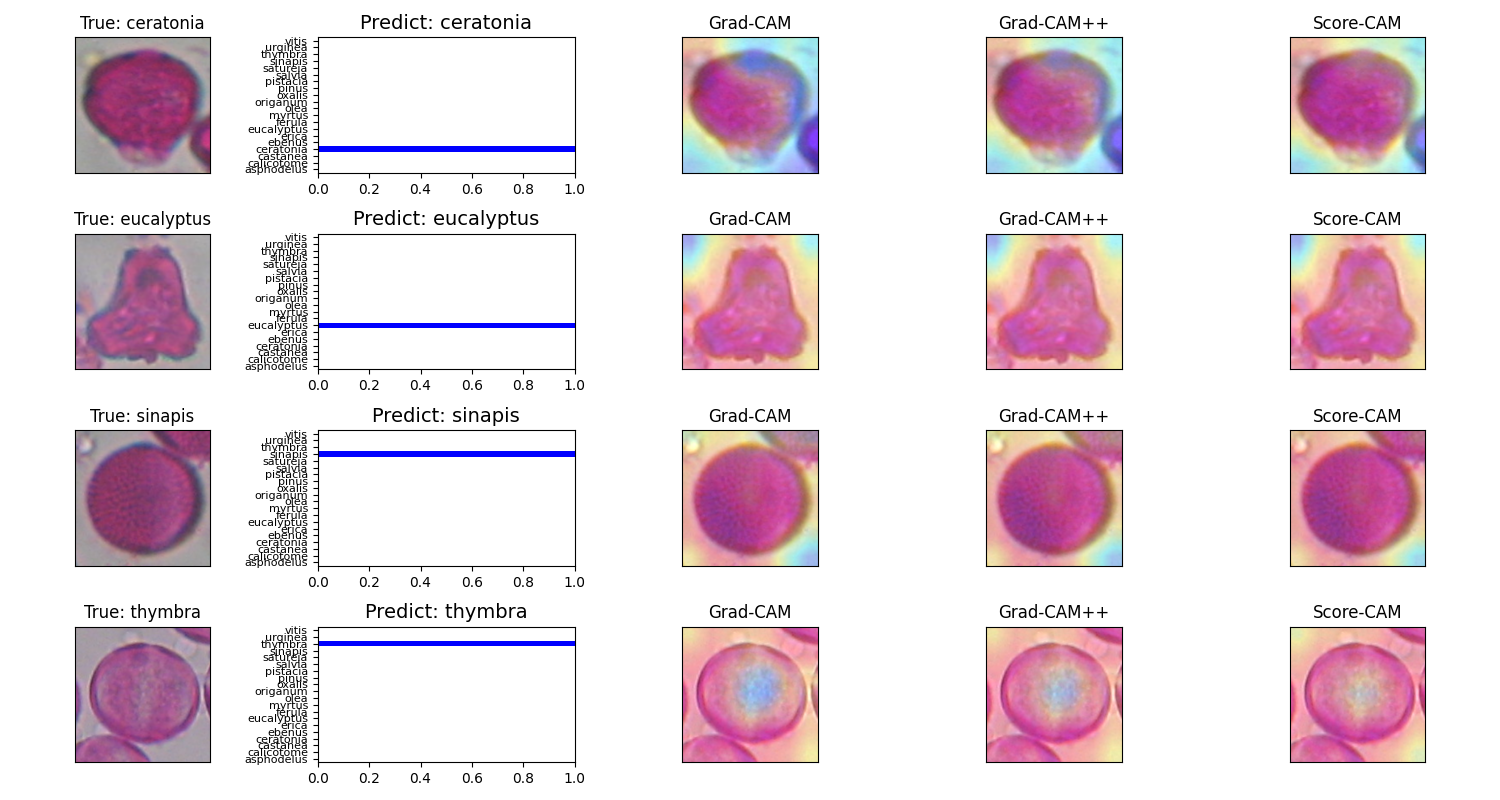 True: ceratonia
Predict: ceratonia
Grad-CAM
Grad-CAM++
Score-CAM
vitis
urginea
thymbra
sinapis
satureja
salvia
pistacia
pinus
oxalis
origanum
olea
myrtus
ferula
eucalyptus
erica
ebenus
ceratonia
castanea
calicotome
asphodelus
0.0 0.2 0.4 0.6 0.8 1.0
True: eucalyptus
Predict: eucalyptus
Grad-CAM
Grad-CAM++
Score-CAM
vitis
urginea
thymbra
sinapis
satureja
salvia
pistacia
pinus
oxalis
origanum
olea
myrtus
ferula
eucalyptus
erica
ebenus
ceratonia
castanea
calicotome
asphodelus
0.0 0.2 0.4 0.6 0.8 1.0
True: sinapis
Predict: sinapis
Grad-CAM
Grad-CAM++
Score-CAM
vitis
urginea
thymbra
sinapis
satureja
salvia
pistacia
pinus
oxalis
origanum
olea
myrtus
ferula
eucalyptus
erica
ebenus
ceratonia
castanea
calicotome
asphodelus
0.0 0.2 0.4 0.6 0.8 1.0
True: thymbra
Predict: thymbra
Grad-CAM
Grad-CAM++
Score-CAM
vitis
urginea
thymbra
sinapis
satureja
salvia
pistacia
pinus
oxalis
origanum
olea
myrtus
ferula
eucalyptus
erica
ebenus
ceratonia
castanea
calicotome
asphodelus
0.0 0.2 0.4 0.6 0.8 1.0